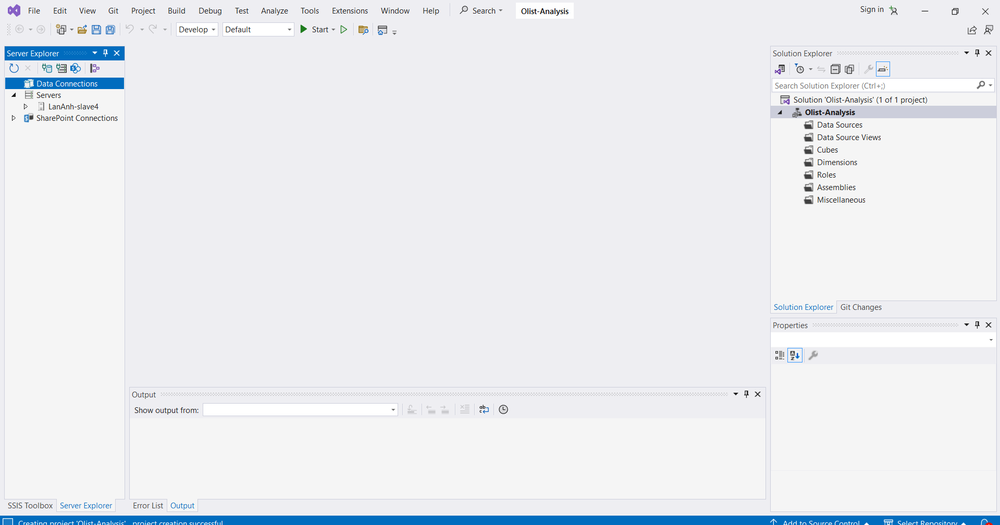 File Edit View Git Project Build Debug Test Analyze Tools Extensions Window Help Search Olist-Analysis Sign in
Develop Default Start
Server Explorer
Data Connections
Servers
LanAnh-slave4
SharePoint Connections
SSIS Toolbox Server Explorer
Output
Show output from:
Error List Output
Solution Explorer
Search Solution Explorer (Ctrl+;)
Solution 'Olist-Analysis' (1 of 1 project)
Olist-Analysis
Data Sources
Data Source Views
Cubes
Dimensions
Roles
Assemblies
Miscellaneous
Solution Explorer Git Changes
Properties
Creating project 'Olist-Analysis'... project creation successful. Add to Source Control Select Repository